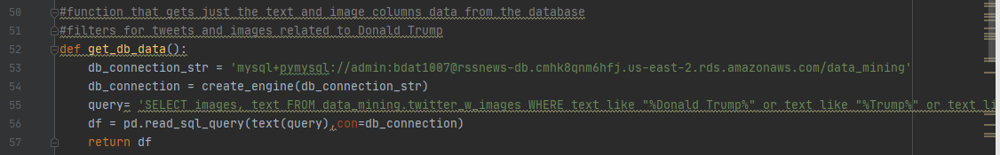 50 #function that gets just the text and image columns data from the database
51 #filters for tweets and images related to Donald Trump
52 def get_db_data():
53 db_connection_str = 'mysql+pymysql://admin:bdat1007@rssnews-db.cmhk8qnm6hfj.us-east-2.rds.amazonaws.com/data_mining'
54 db_connection = create_engine(db_connection_str)
55 query= 'SELECT images, text FROM data_mining.twitter_w_images WHERE text like "%Donald Trump%" or text like "%Trump%" or text li
56 df = pd.read_sql_query(text(query),con=db_connection)
57 return df